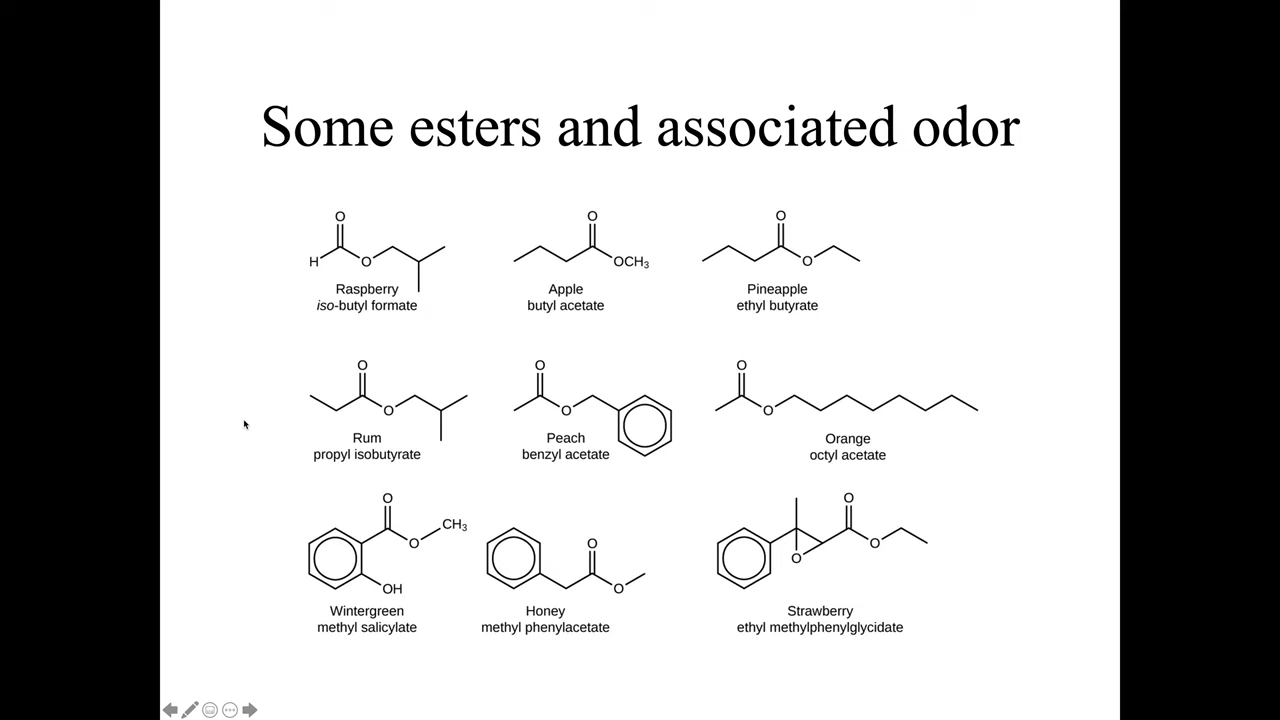 Some esters and associated odor
O
H
O
Raspberry
iso-butyl formate
O
OCH₃
Apple
butyl acetate
O
O
Pineapple
ethyl butyrate
O
O
Rum
propyl isobutyrate
O
O
Peach
benzyl acetate
O
O
Orange
octyl acetate
O
CH₃
O
OH
Wintergreen
methyl salicylate
O
O
Honey
methyl phenylacetate
O
O
O
Strawberry
ethyl methylphenylglycidate